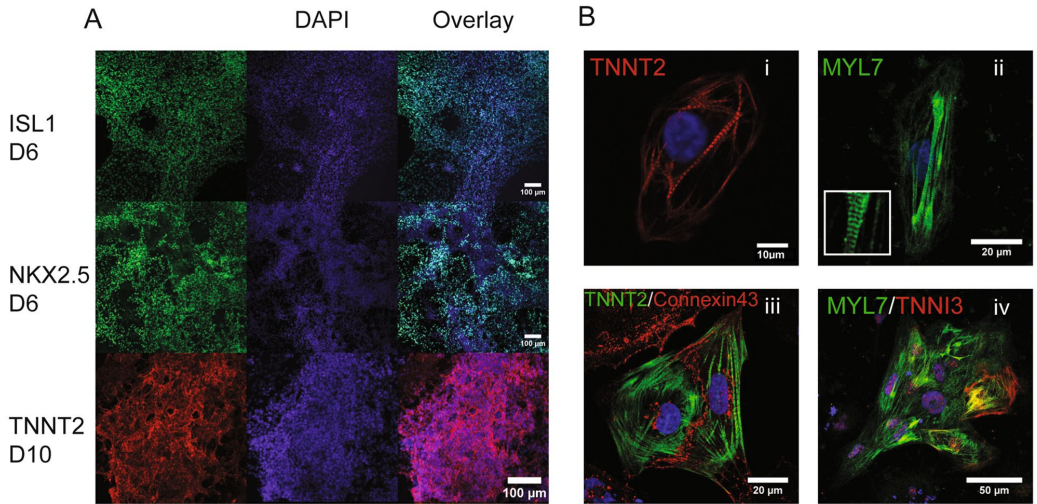 A
DAPI
Overlay
ISL1
D6
100 µm
NKX2.5
D6
100 µm
TNNT2
D10
100 µm
B
TNNT2
i
10µm
MYL7
ii
20 µm
TNNT2/Connexin43
iii
20 µm
MYL7/TNNI3
iv
50 µm